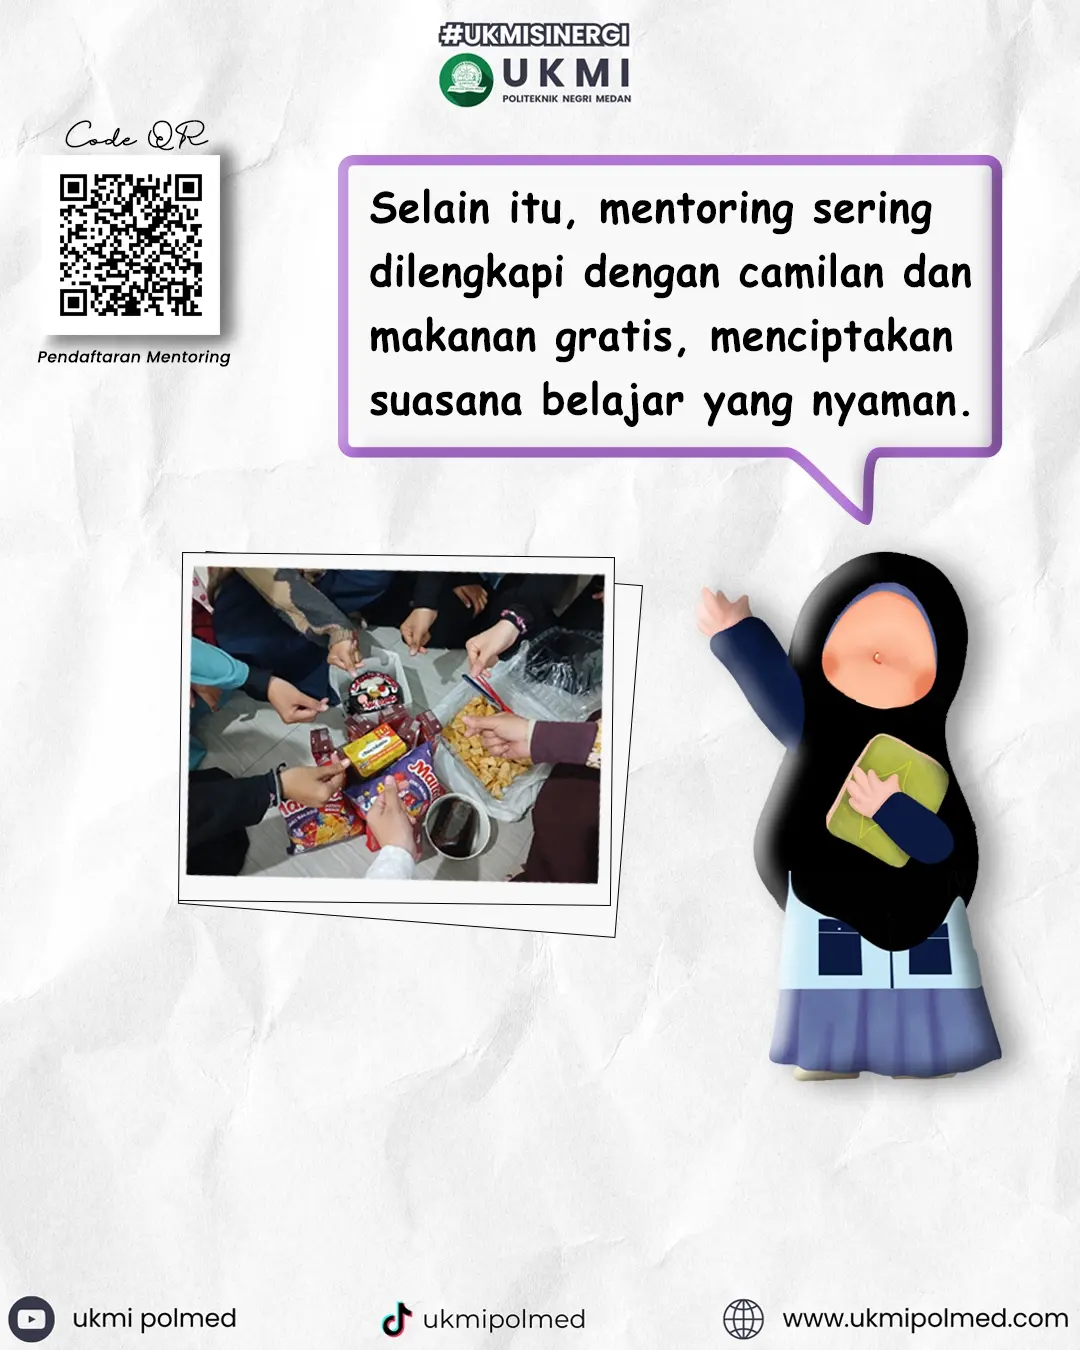 #UKMISINERGI
UKMI
POLITEKNIK NEGRI MEDAN
Code QR
Pendaftaran Mentoring
Selain itu, mentoring sering
dilengkapi dengan camilan dan
makanan gratis, menciptakan
suasana belajar yang nyaman.
ukmi polmed
ukmipolmed
www.ukmipolmed.com